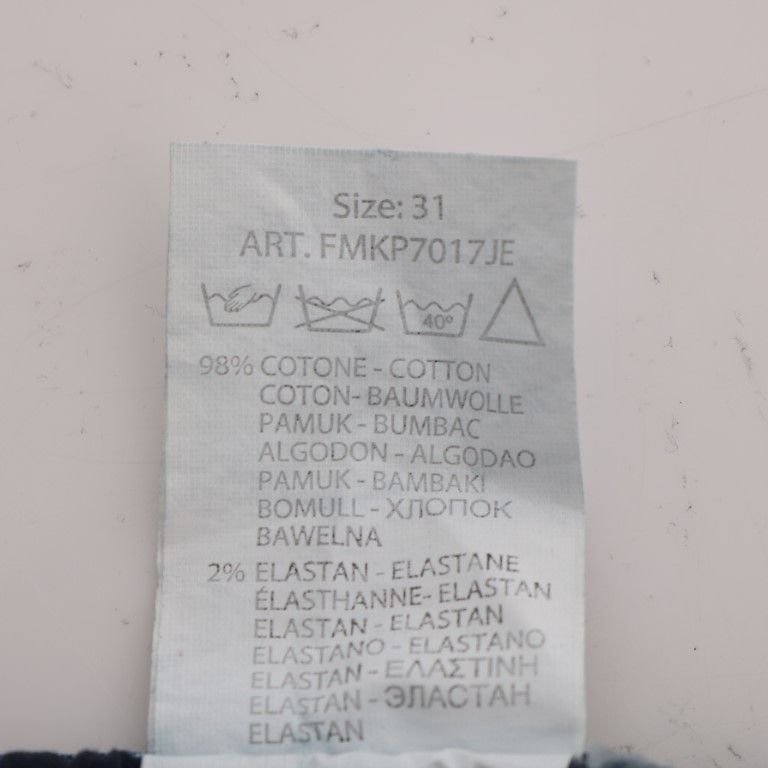 Size: 31
ART. FMKP7017JE
40º
98% COTONE - COTTON
COTON- BAUMWOLLE
PAMUK - BUMBAC
ALGODON - ALGODAO
PAMUK - BAMBAKI
BOMULL - ХЛОПОК
BAWELNA
2% ELASTAN - ELASTANE
ÉLASTHANNE- ELASTAN
ELASTAN - ELASTAN
ELASTANO - ELASTANO
ELASTAN - ΕΛΑΣΤΙΝΗ
ELASTAN - ЭЛАСТАН
ELASTAN